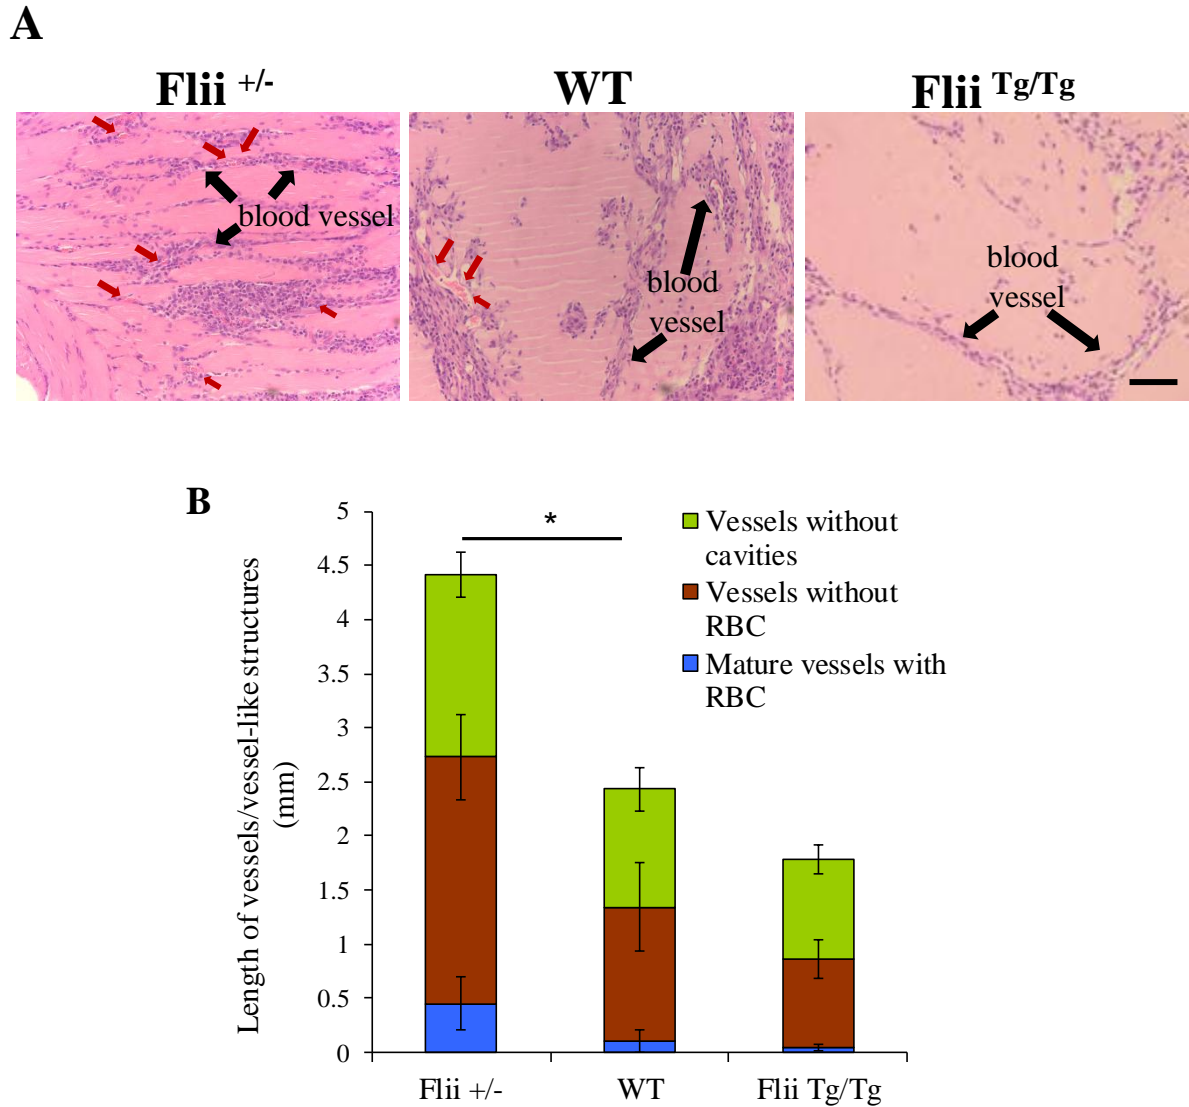 A
Flii +/-
WT
Flii Tg/Tg
blood vessel
blood
vessel
blood
vessel
B
Length of vessels/vessel-like structures
(mm)
5
4.5
4
3.5
3
2.5
2
1.5
1
0.5
0
*
Vessels without
cavities
Vessels without
RBC
Mature vessels with
RBC
Flii +/-
WT
Flii Tg/Tg